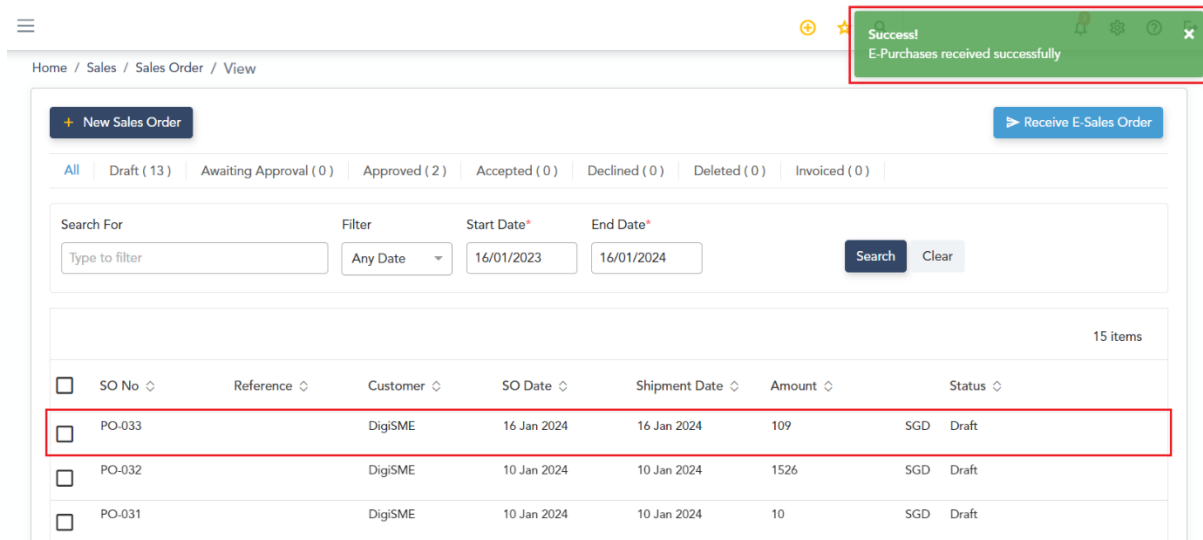 Success!
E-Purchases received successfully
Home / Sales / Sales Order / View
+ New Sales Order
Receive E-Sales Order
All Draft ( 13 ) Awaiting Approval ( 0 ) Approved ( 2 ) Accepted ( 0 ) Declined ( 0 ) Deleted ( 0 ) Invoiced ( 0 )
Search For Filter Start Date* End Date*
Type to filter Any Date 16/01/2023 16/01/2024 Search Clear
15 items
SO No Reference Customer SO Date Shipment Date Amount Status
PO-033 DigiSME 16 Jan 2024 16 Jan 2024 109 SGD Draft
PO-032 DigiSME 10 Jan 2024 10 Jan 2024 1526 SGD Draft
PO-031 DigiSME 10 Jan 2024 10 Jan 2024 10 SGD Draft